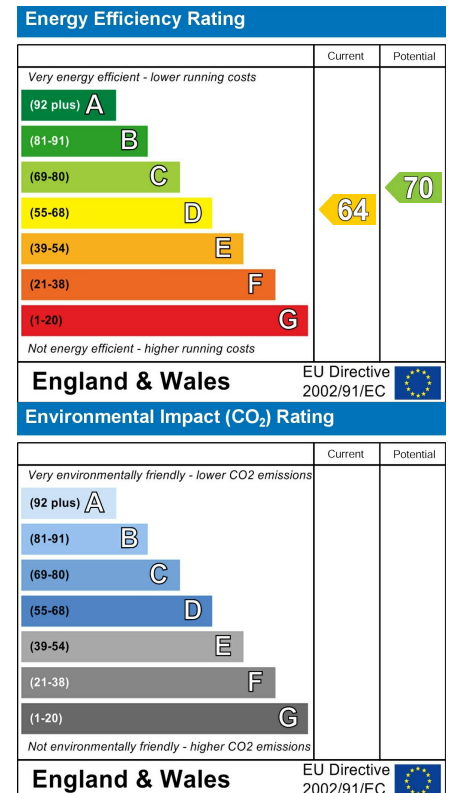 Energy Efficiency Rating
Current Potential
Very energy efficient - lower running costs
(92 plus) A
(81-91) B
(69-80) C
(55-68) D
(39-54) E
(21-38) F
(1-20) G
64
70
Not energy efficient - higher running costs
England & Wales
EU Directive
2002/91/EC
Environmental Impact (CO₂) Rating
Current Potential
Very environmentally friendly - lower CO2 emissions
(92 plus) A
(81-91) B
(69-80) C
(55-68) D
(39-54) E
(21-38) F
(1-20) G
Not environmentally friendly - higher CO2 emissions
England & Wales
EU Directive
2002/91/EC